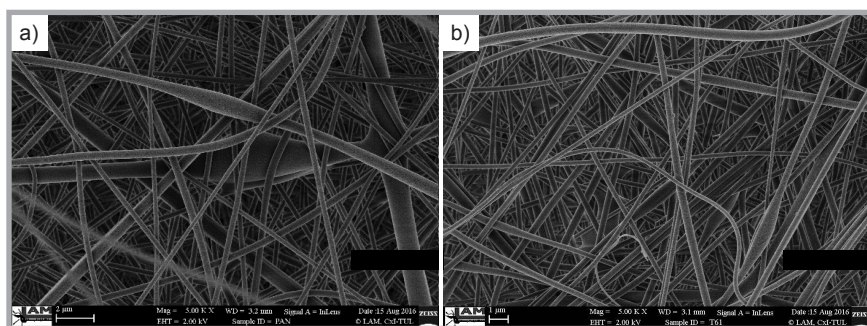 a)
b)
2 µm
Mag = 5.00 K X WD = 3.2 mm Signal A = InLens Date :15 Aug 2016
EHT = 2.00 kV Sample ID = PAN © LAM, CxI-TUL
ZEISS
1 µm
Mag = 5.00 K X WD = 3.1 mm Signal A = InLens Date :15 Aug 2016
EHT = 2.00 kV Sample ID = T61 © LAM, CxI-TUL
ZEISS